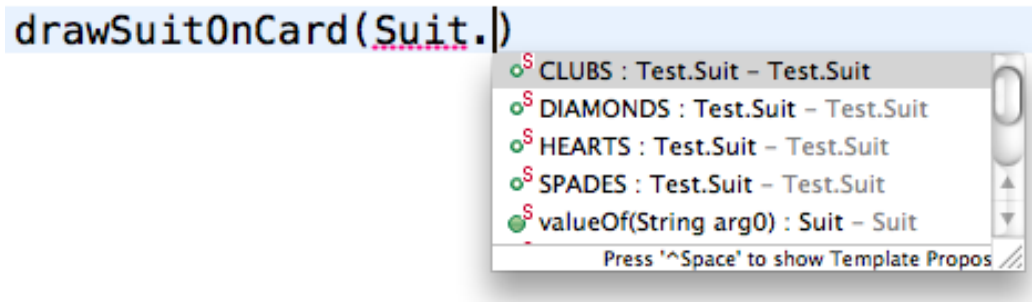 drawSuitOnCard(Suit.)
S CLUBS : Test.Suit – Test.Suit
S DIAMONDS : Test.Suit – Test.Suit
S HEARTS : Test.Suit – Test.Suit
S SPADES : Test.Suit – Test.Suit
S valueOf(String arg0) : Suit – Suit
Press '^Space' to show Template Propos